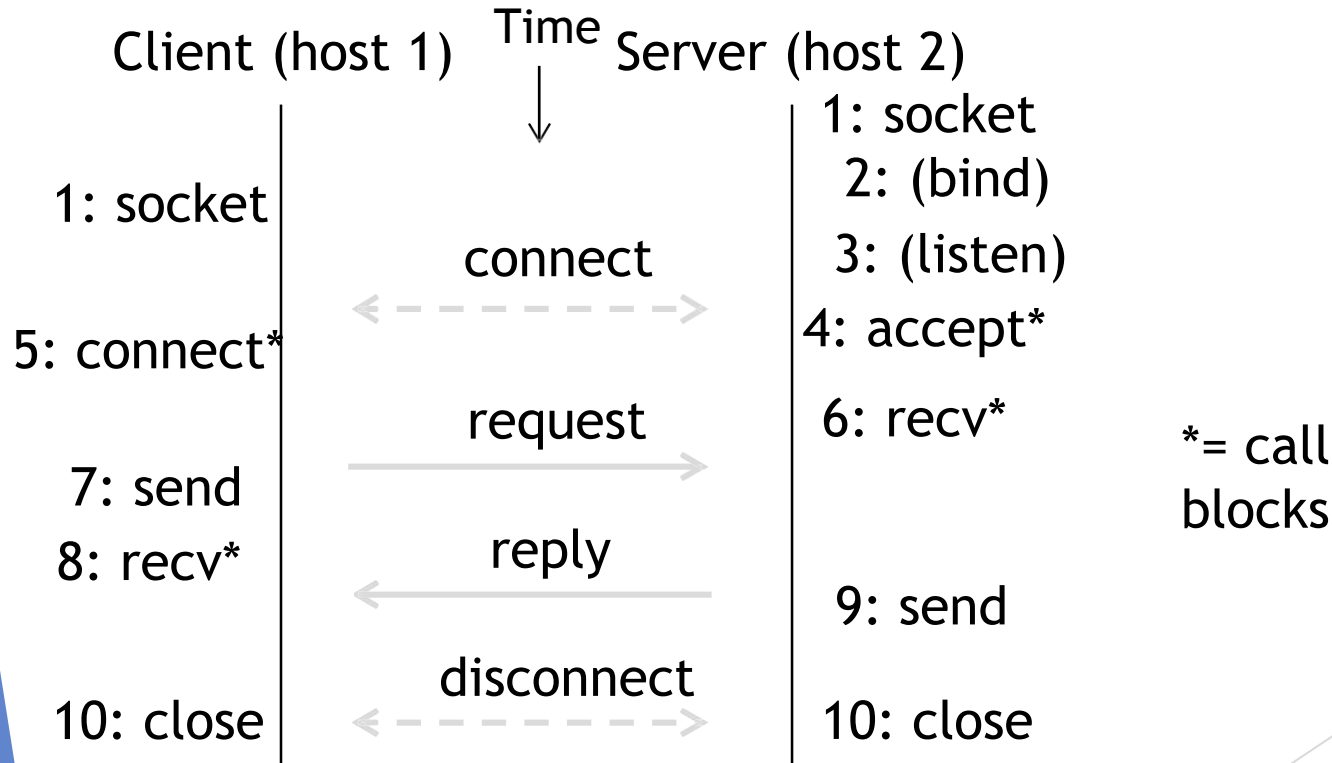 Client (host 1)
Time
Server (host 2)
1: socket
2: (bind)
1: socket
3: (listen)
connect
4: accept*
5: connect*
6: recv*
request
*= call
blocks
7: send
8: recv*
reply
9: send
disconnect
10: close
10: close